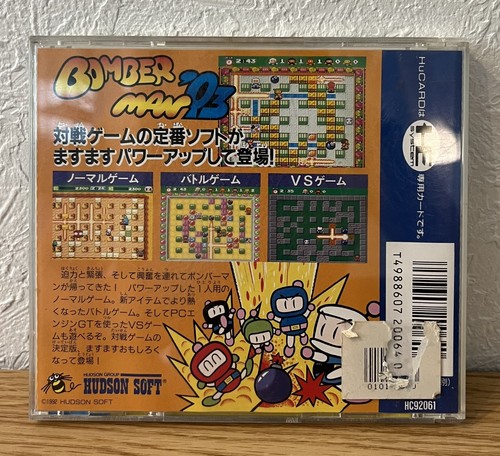 BOMBER
MAN '93
対戦ゲームの定番ソフトが
ますますパワーアップして登場!
ノーマルゲーム
バトルゲーム
VSゲーム
迫力と緊張、そして興奮を連れてボンバーマ
ンが帰ってきた!パワーアップした1人用の
ノーマルゲーム。新アイテムでより熱
くなったバトルゲーム。そしてPCエ
ンジンGTを使ったVSゲー
ムも遊べるぞ。対戦ゲームの
決定版、ますますおもしろく
なって登場!
HUDSON GROUP
HUDSON SOFT
©1992 HUDSON SOFT
HuCARDは
専用カードです。
T4988607 200640
HC92061